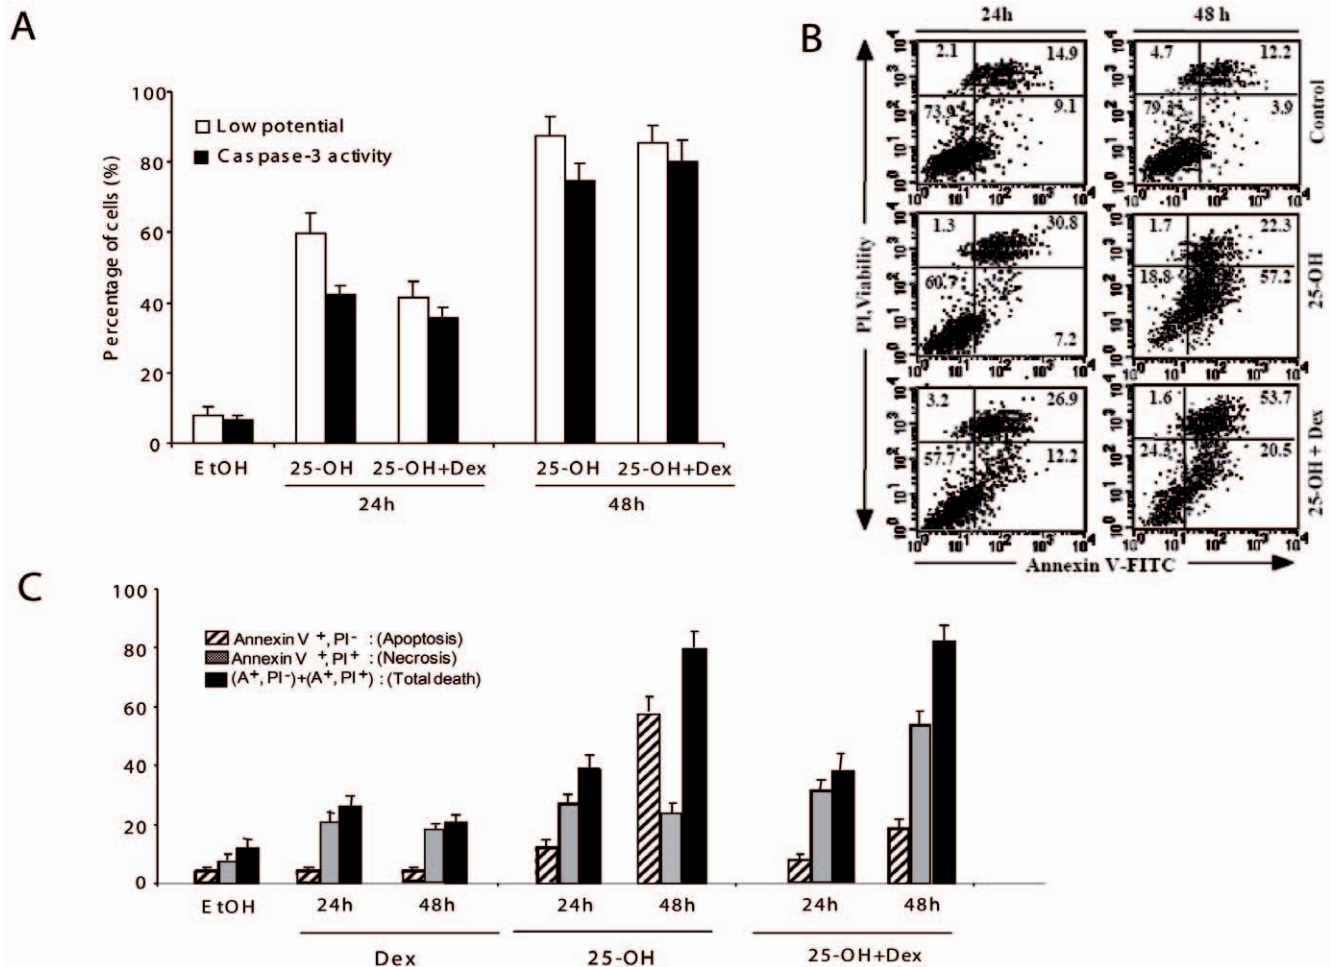 A
100
80
60
40
20
0
Percentage of cells (%)
Low potential
Caspase-3 activity
EtOH
25-OH
25-OH+Dex
25-OH
25-OH+Dex
24h
48h
B
24h
48 h
2.1
14.9
73.9
9.1
4.7
12.2
79.3
3.9
Control
1.3
30.8
60.7
7.2
1.7
22.3
18.8
57.2
25-OH
3.2
26.9
57.7
12.2
1.6
53.7
24.3
20.5
25-OH + Dex
10⁰ 10¹ 10² 10³ 10⁴
PI,Viability
Annexin V-FITC
C
100
80
60
40
20
0
Annexin V +, PI- : (Apoptosis)
Annexin V +, PI+ : (Necrosis)
(A+, PI-)+(A+, PI+) : (Total death)
EtOH
24h
48h
24h
48h
24h
48h
Dex
25-OH
25-OH+Dex